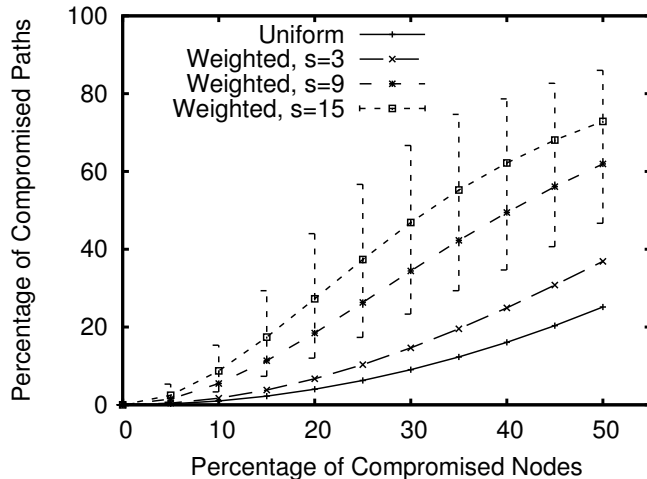 Percentage of Compromised Paths
100
80
60
40
20
0
Uniform
Weighted, s=3
Weighted, s=9
Weighted, s=15
0 10 20 30 40 50
Percentage of Compromised Nodes